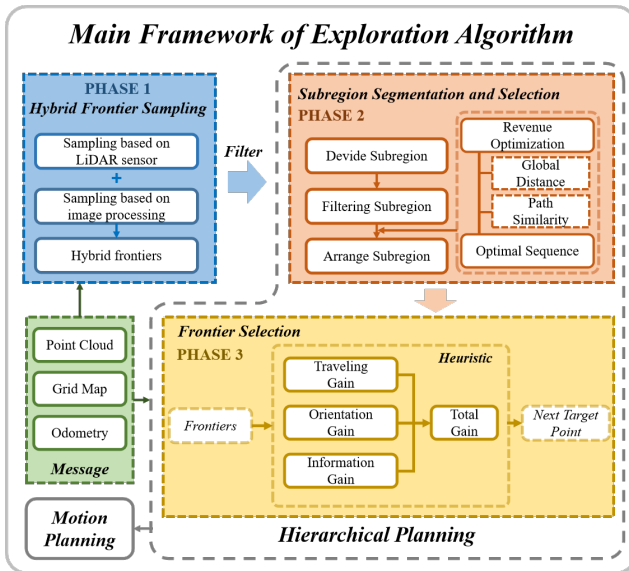 Main Framework of Exploration Algorithm
PHASE 1
Hybrid Frontier Sampling
Sampling based on
LiDAR sensor
+
Sampling based on
image processing
Hybrid frontiers
Filter
Subregion Segmentation and Selection
PHASE 2
Devide Subregion
Filtering Subregion
Arrange Subregion
Revenue
Optimization
Global
Distance
Path
Similarity
Optimal Sequence
Point Cloud
Grid Map
Odometry
Message
Frontier Selection
PHASE 3
Heuristic
Frontiers
Traveling
Gain
Orientation
Gain
Information
Gain
Total
Gain
Next Target
Point
Motion
Planning
Hierarchical Planning